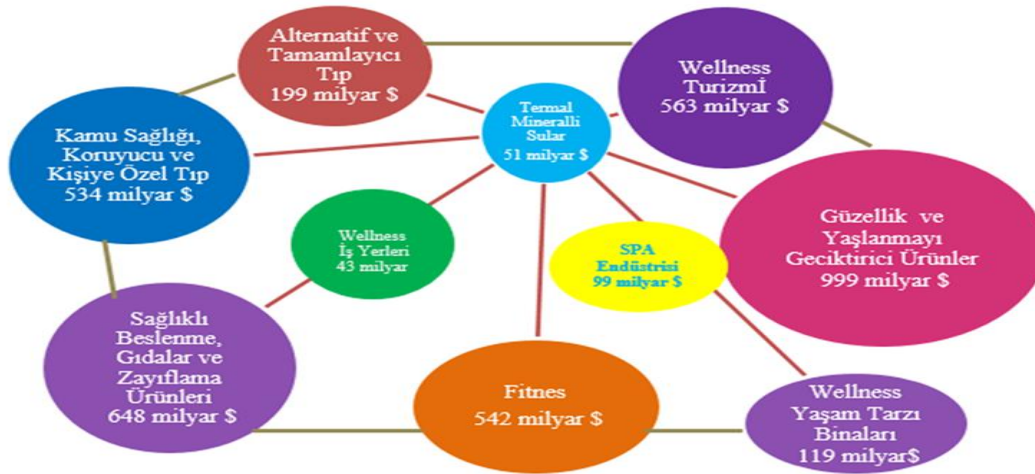 Alternatif ve
Tamamlayıcı
Tıp
199 milyar $
Wellness
Turizmİ
563 milyar $
Termal
Mineralli
Sular
51 milyar $
Kamu Sağlığı,
Koruyucu ve
Kişiye Özel Tıp
534 milyar $
Güzellik ve
Yaşlanmayı
Geciktirici Ürünler
999 milyar $
Wellness
İş Yerleri
43 milyar
SPA
Endüstrisi
99 milyar $
Sağlıklı
Beslenme,
Gıdalar ve
Zayıflama
Ürünleri
648 milyar $
Fitnes
542 milyar $
Wellness
Yaşam Tarzı
Binaları
119 milyar$